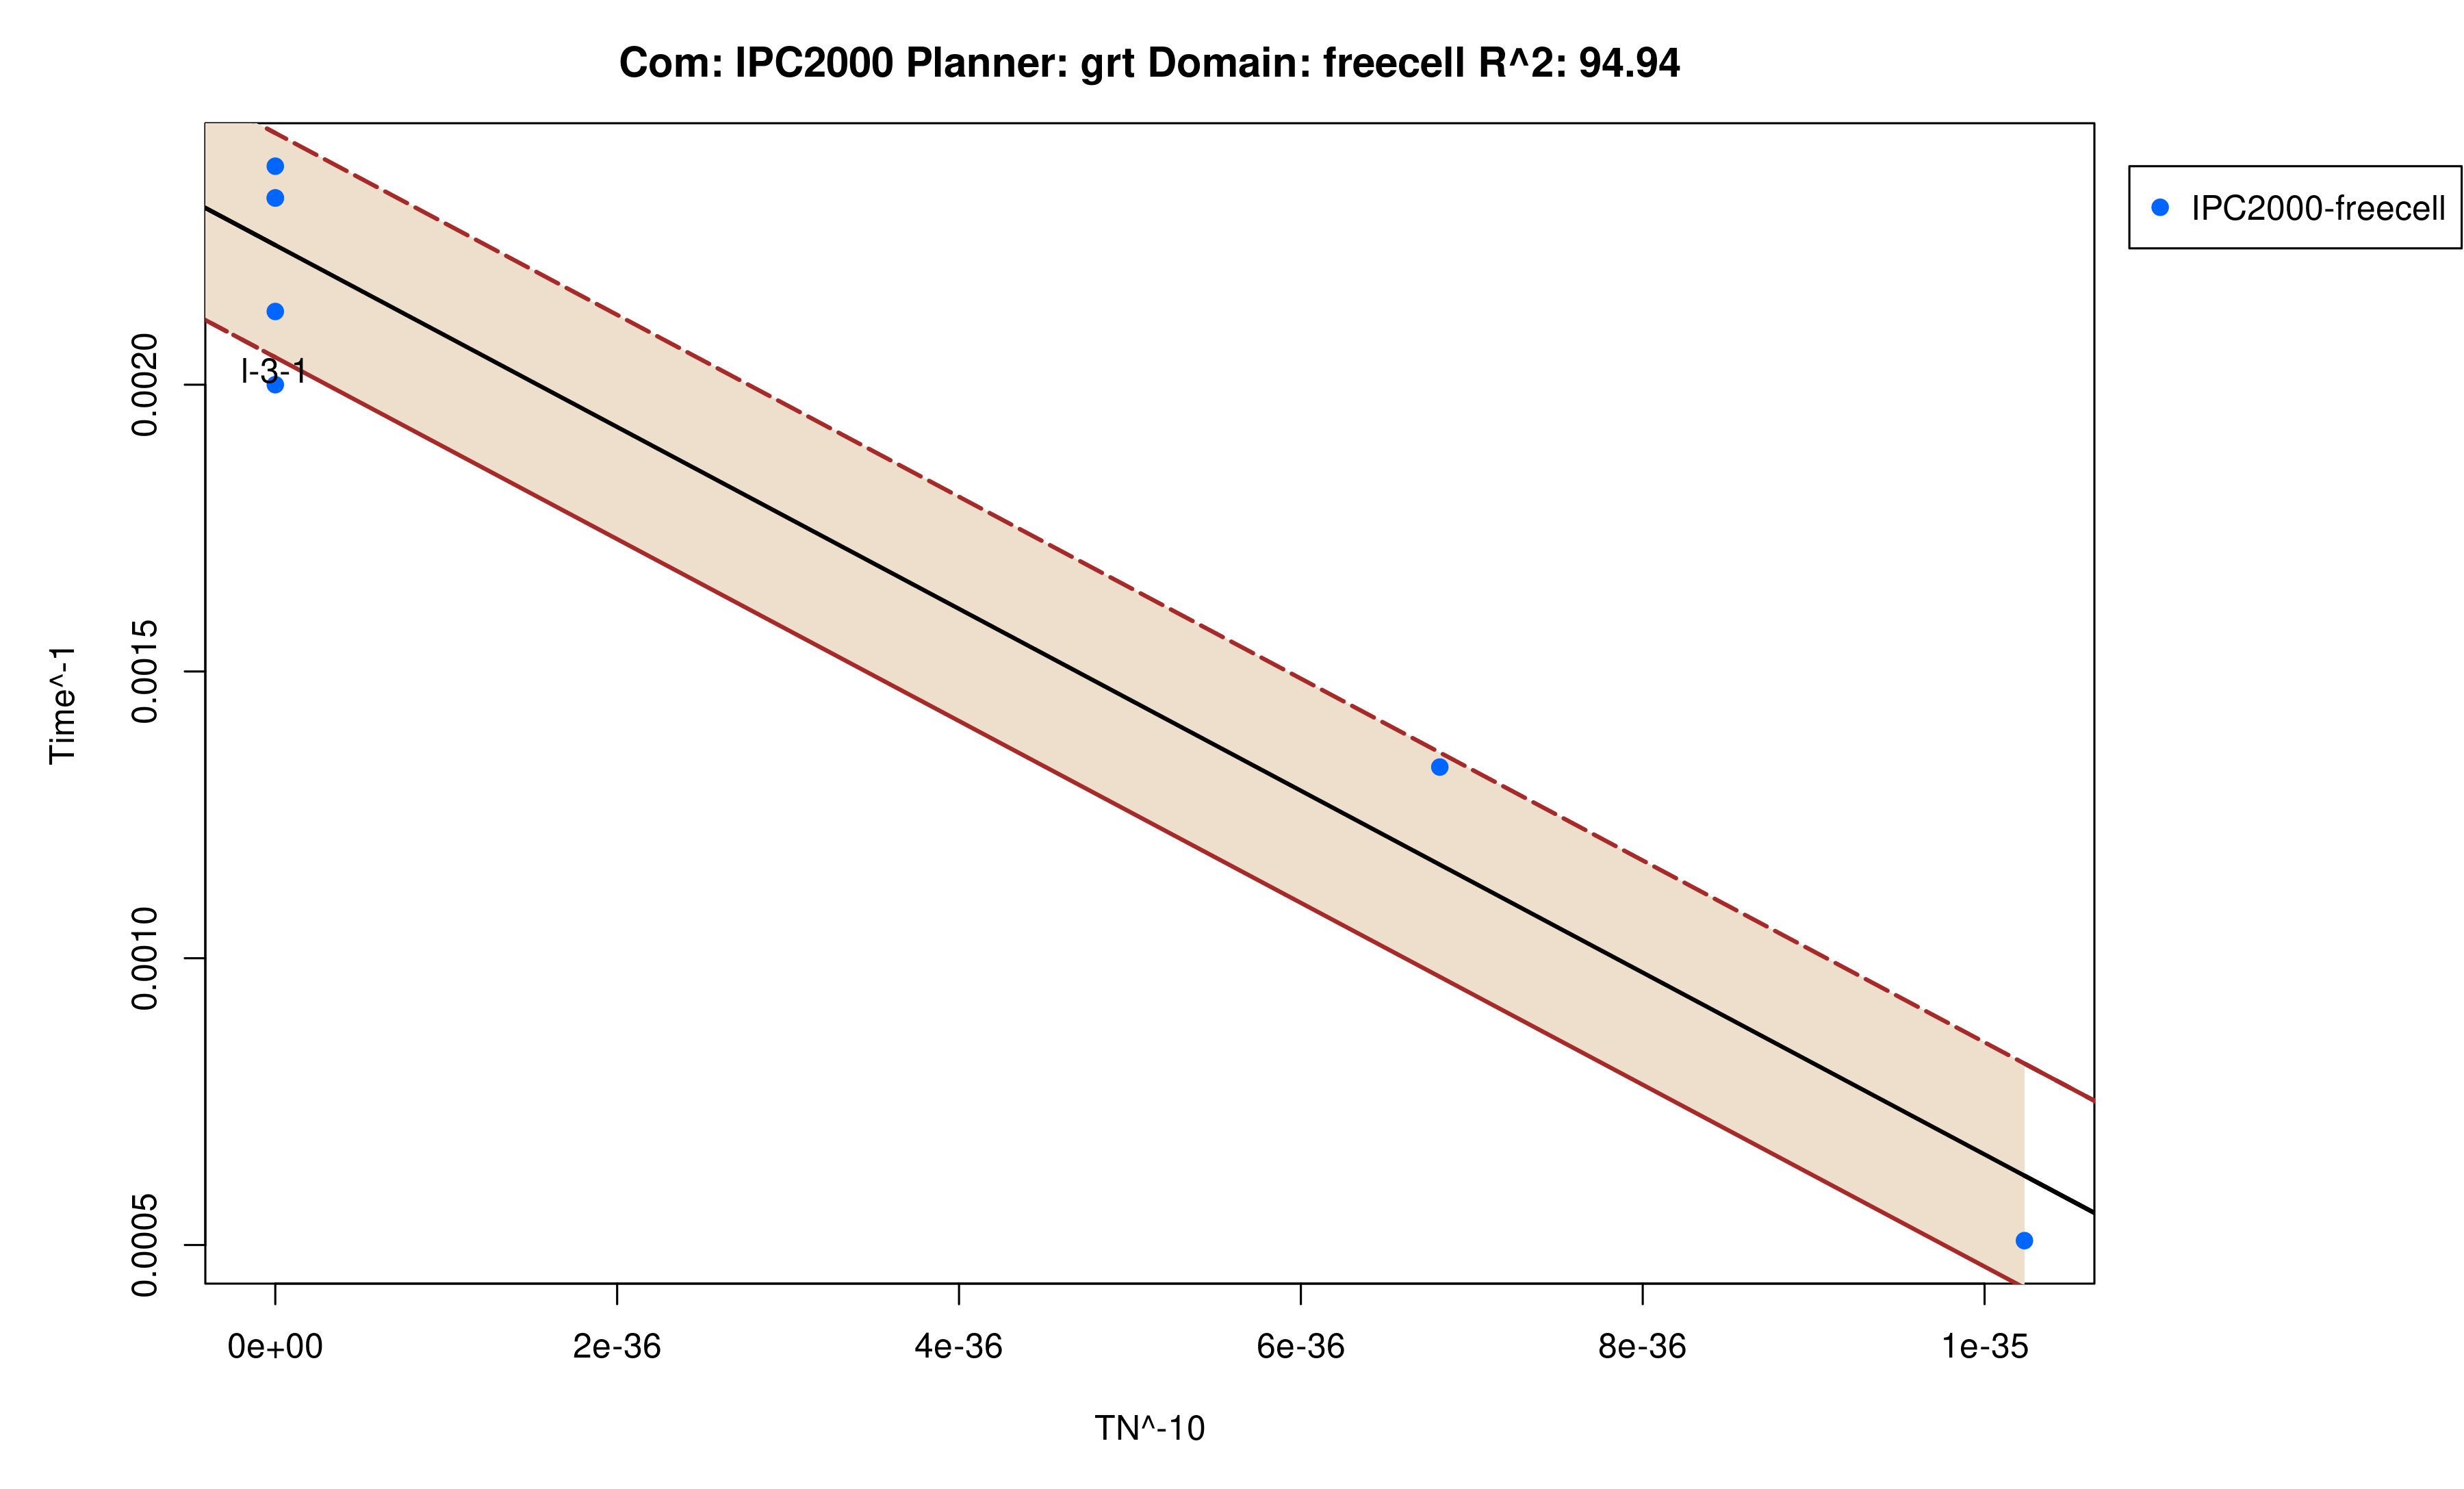 Com: IPC2000 Planner: grt Domain: freecell R^2: 94.94
IPC2000-freecell
I-3-1
0.0020
0.0015
0.0010
0.0005
Time^-1
0e+00 2e-36 4e-36 6e-36 8e-36 1e-35
TN^-10